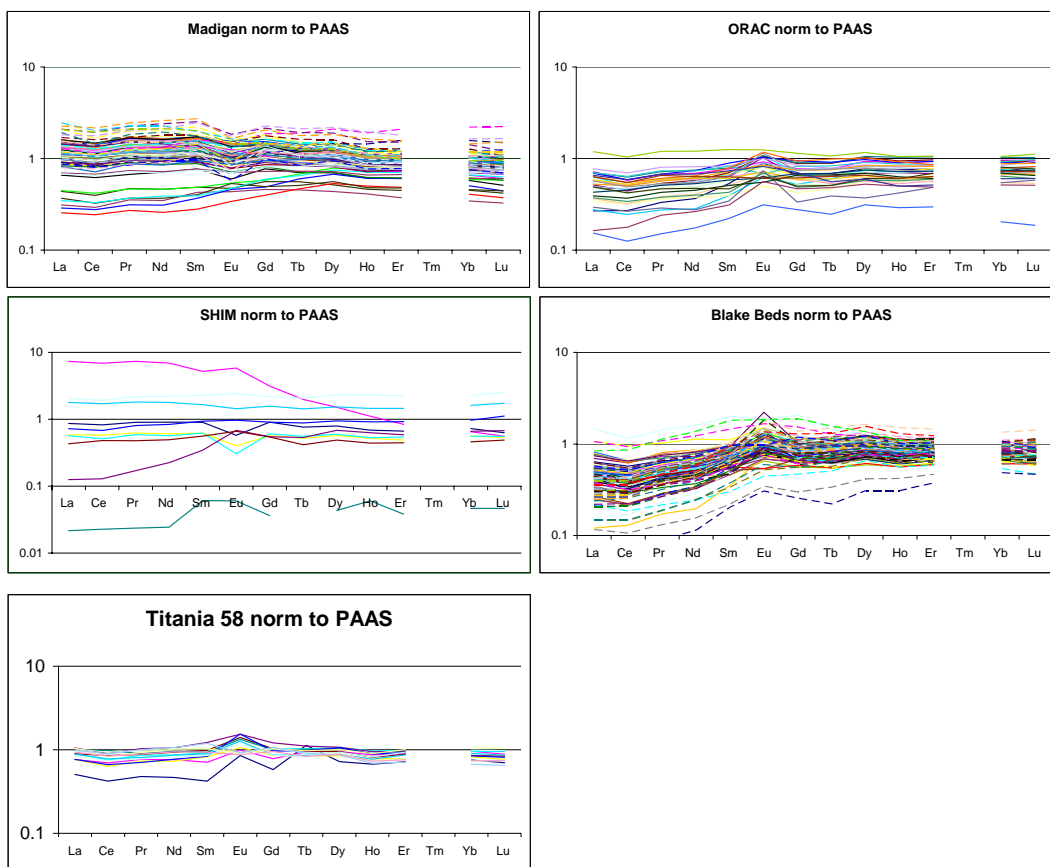 Madigan norm to PAAS
10
1
0.1
La Ce Pr Nd Sm Eu Gd Tb Dy Ho Er Tm Yb Lu
ORAC norm to PAAS
10
1
0.1
La Ce Pr Nd Sm Eu Gd Tb Dy Ho Er Tm Yb Lu
SHIM norm to PAAS
10
1
0.1
La Ce Pr Nd Sm Eu Gd Tb Dy Ho Er Tm Yb Lu
0.01
Blake Beds norm to PAAS
10
1
0.1
La Ce Pr Nd Sm Eu Gd Tb Dy Ho Er Tm Yb Lu
Titania 58 norm to PAAS
10
1
0.1
La Ce Pr Nd Sm Eu Gd Tb Dy Ho Er Tm Yb Lu